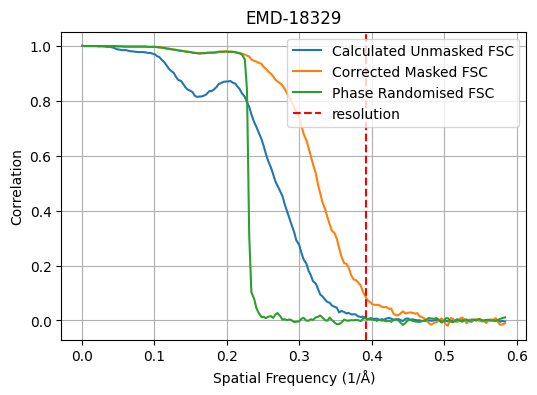 EMD-18329
Calculated Unmasked FSC
Corrected Masked FSC
Phase Randomised FSC
resolution
Correlation
1.0
0.8
0.6
0.4
0.2
0.0
0.0 0.1 0.2 0.3 0.4 0.5 0.6
Spatial Frequency (1/Å)